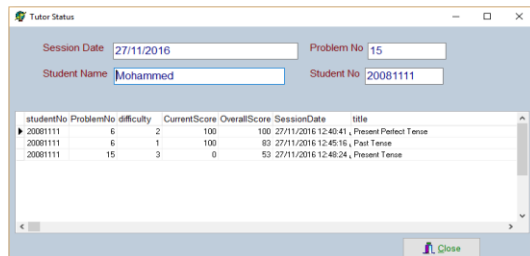 Tutor Status
Session Date 27/11/2016 Problem No 15
Student Name Mohammed Student No 20081111
studentNo ProblemNo difficulty CurrentScore OverallScore SessionDate title
20081111 6 2 100 100 27/11/2016 12:40:41 Present Perfect Tense
20081111 6 1 100 83 27/11/2016 12:45:16 Past Tense
20081111 15 3 0 53 27/11/2016 12:48:24 Present Tense
Close